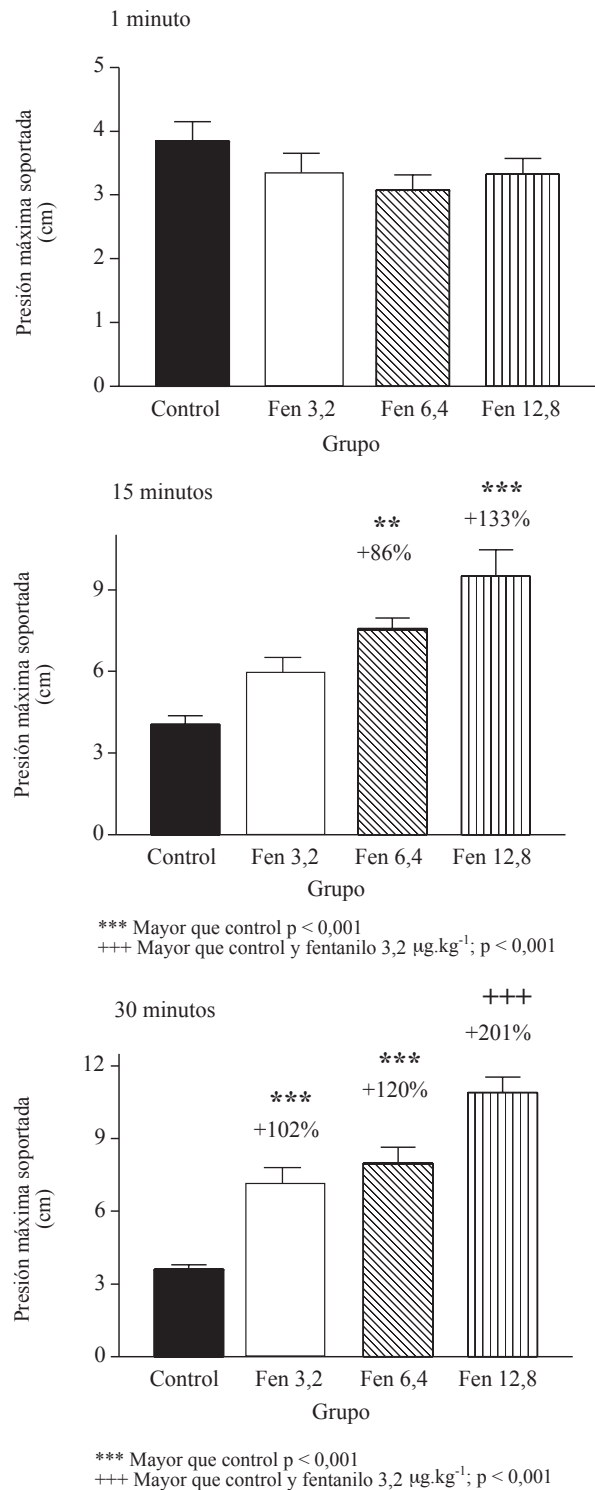 1 minuto
5
4
3
2
1
0
Presión máxima soportada
(cm)
Control Fen 3,2 Fen 6,4 Fen 12,8
Grupo
15 minutos
***
+133%
**
+86%
9
6
3
0
Presión máxima soportada
(cm)
Control Fen 3,2 Fen 6,4 Fen 12,8
Grupo
*** Mayor que control p < 0,001
+++ Mayor que control y fentanilo 3,2 µg.kg⁻¹; p < 0,001
30 minutos
+++
+201%
***
+120%
***
+102%
12
9
6
3
0
Presión máxima soportada
(cm)
Control Fen 3,2 Fen 6,4 Fen 12,8
Grupo
*** Mayor que control p < 0,001
+++ Mayor que control y fentanilo 3,2 µg.kg⁻¹; p < 0,001